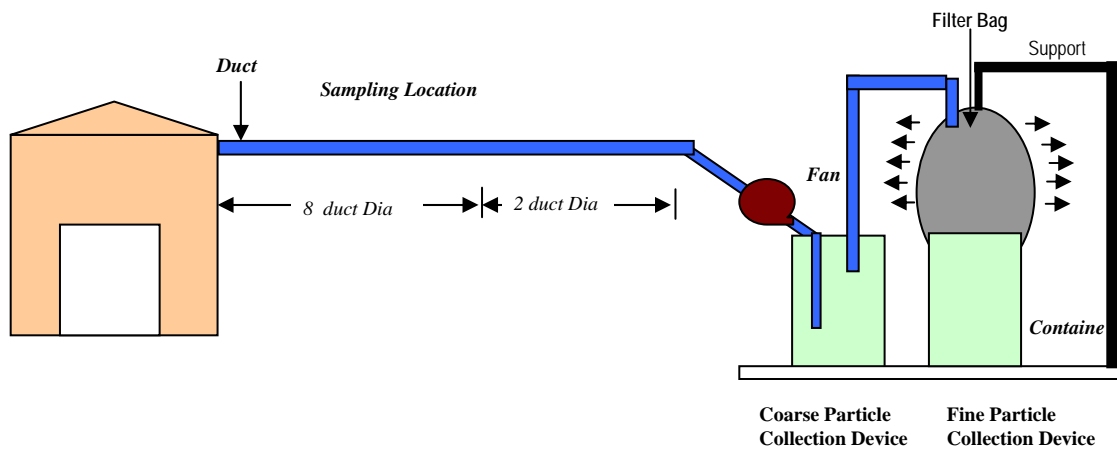 Filter Bag
Support
Duct
Sampling Location
Fan
8 duct Dia
2 duct Dia
Containe
Coarse Particle
Collection Device
Fine Particle
Collection Device